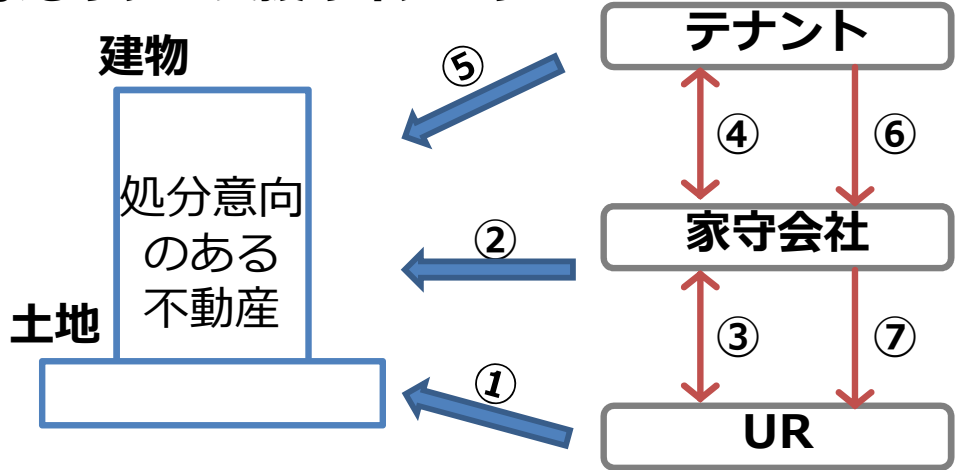 建物
処分意向
のある
不動産
土地
⑤
②
①
テナント
④
⑥
家守会社
③
⑦
UR